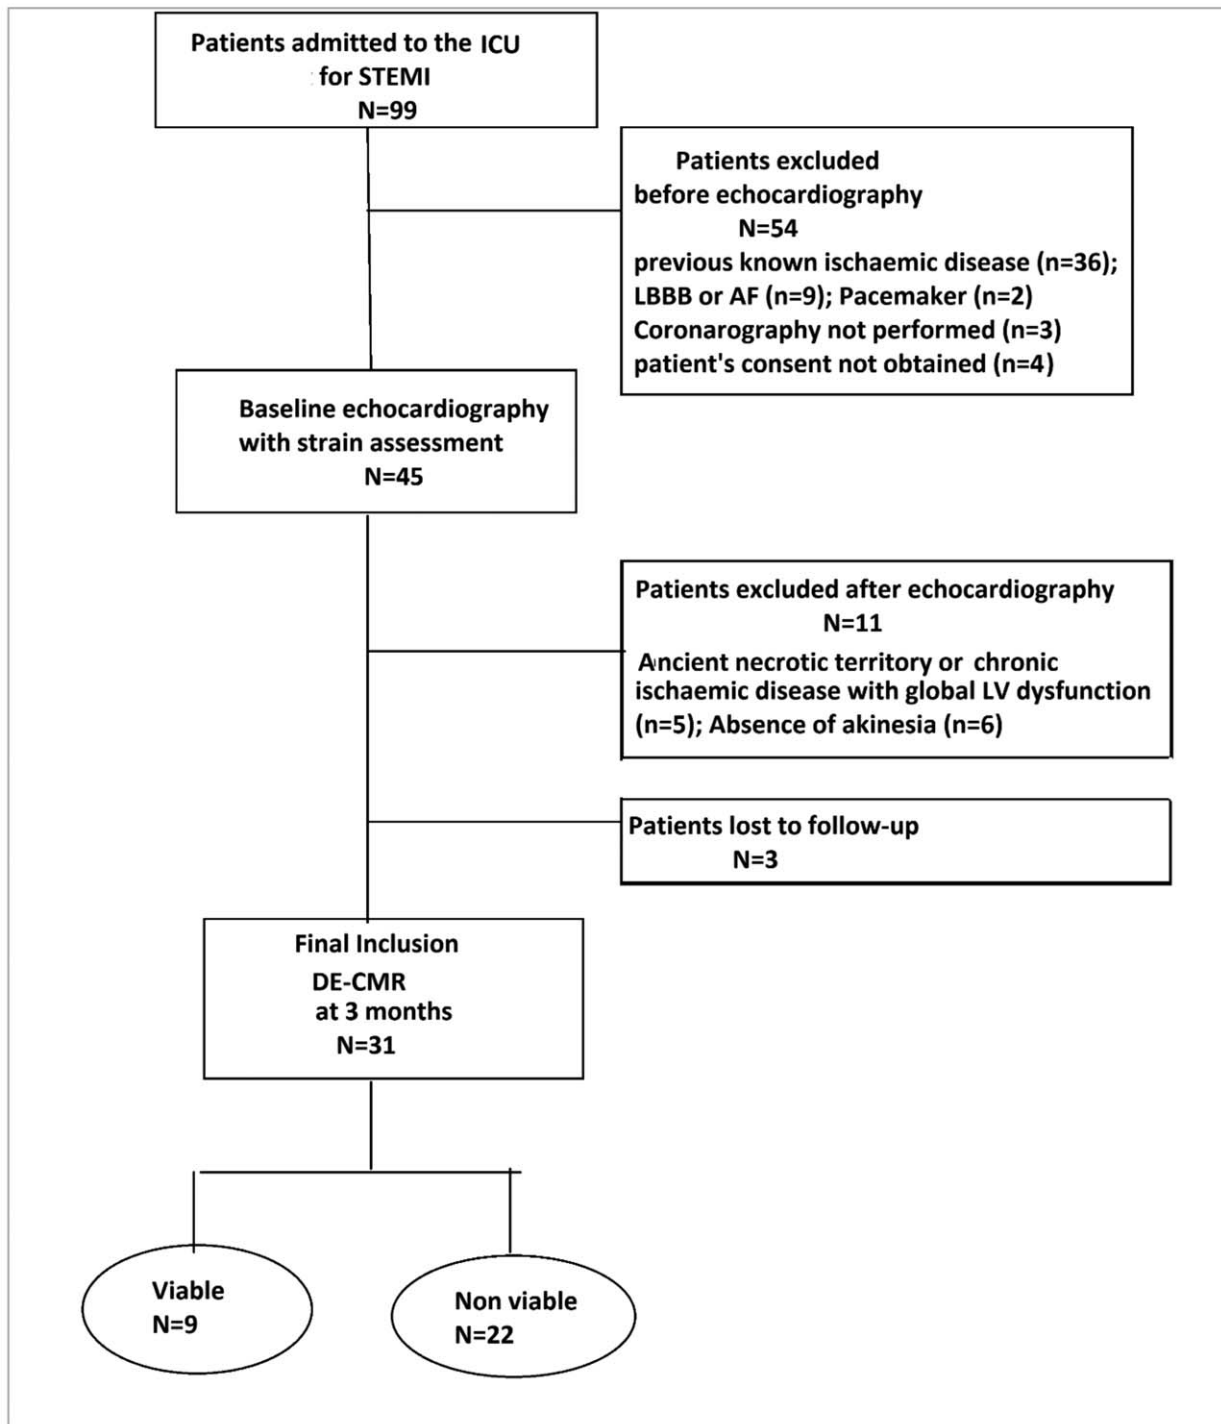 Patients admitted to the ICU
for STEMI
N=99
Patients excluded
before echocardiography
N=54
previous known ischaemic disease (n=36);
LBBB or AF (n=9); Pacemaker (n=2)
Coronarography not performed (n=3)
patient's consent not obtained (n=4)
Baseline echocardiography
with strain assessment
N=45
Patients excluded after echocardiography
N=11
Ancient necrotic territory or chronic
ischaemic disease with global LV dysfunction
(n=5); Absence of akinesia (n=6)
Patients lost to follow-up
N=3
Final Inclusion
DE-CMR
at 3 months
N=31
Viable
N=9
Non viable
N=22